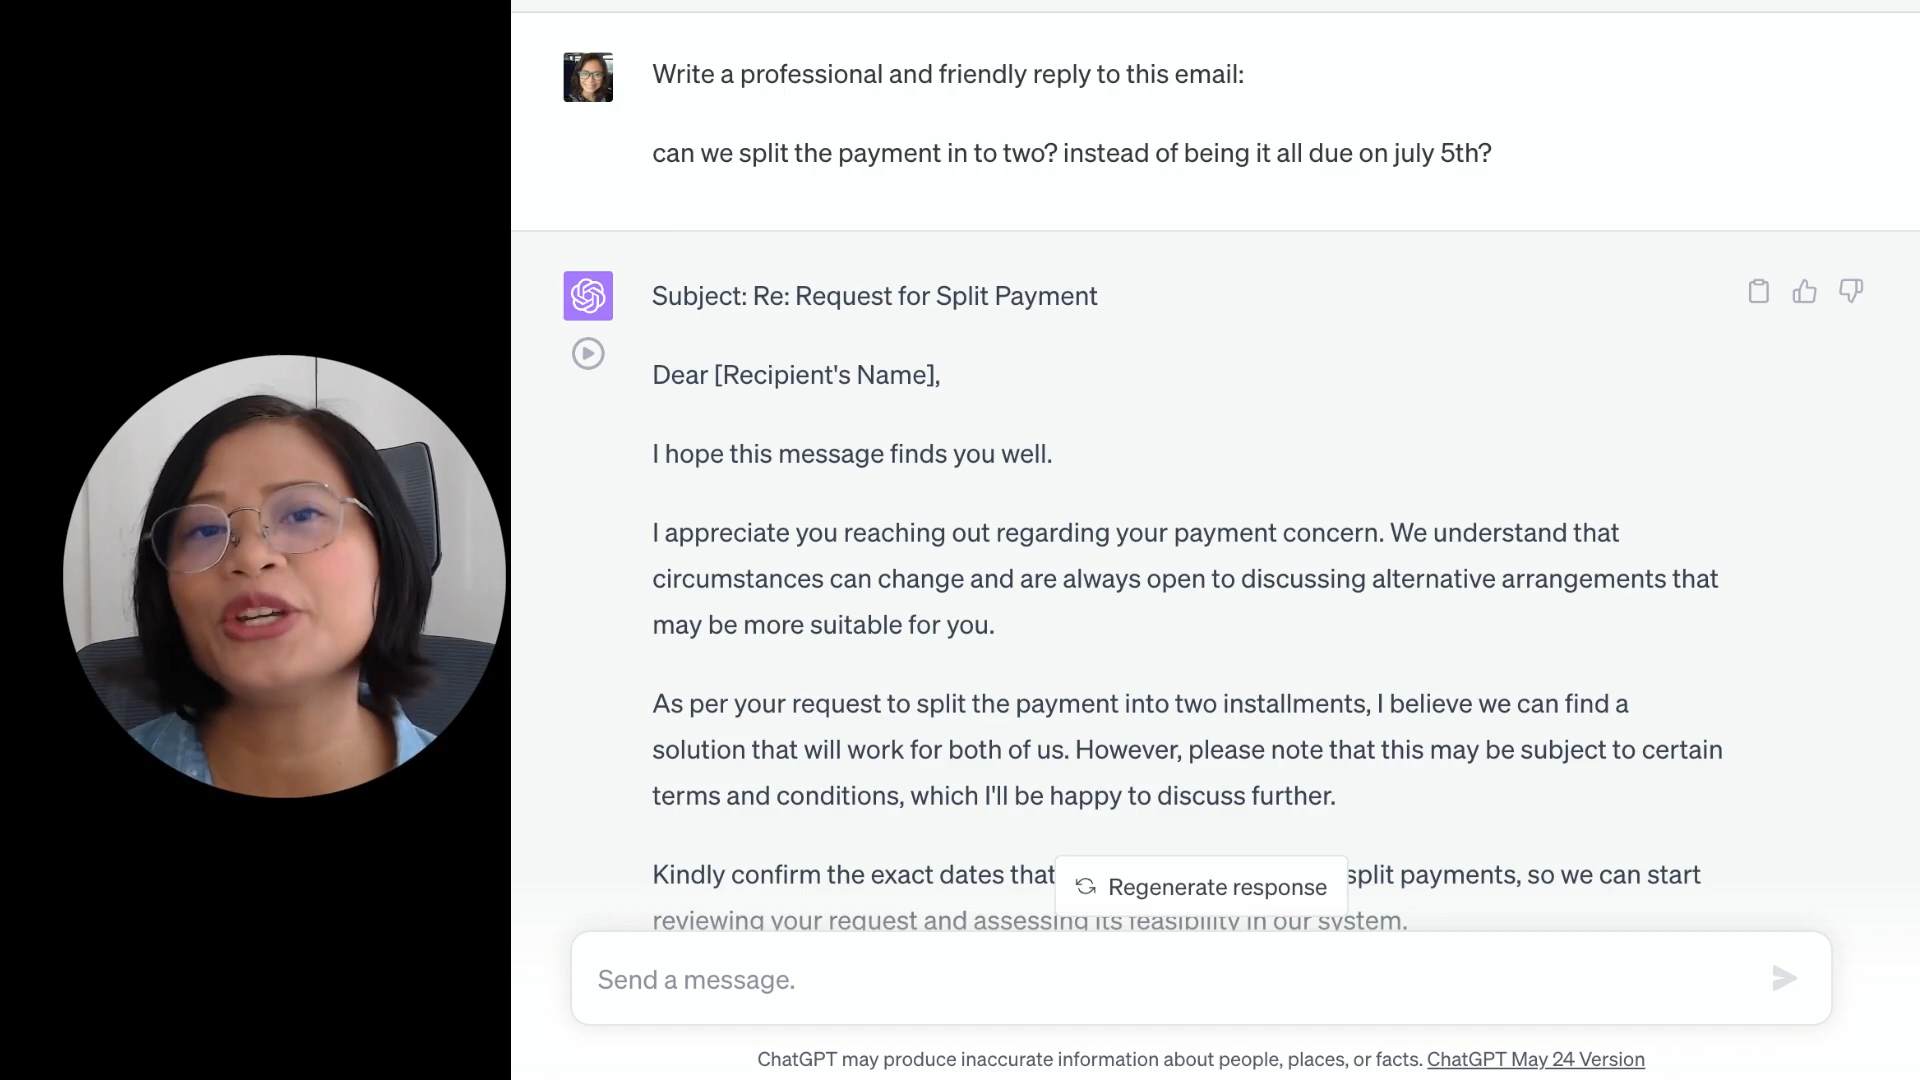 Write a professional and friendly reply to this email:
can we split the payment in to two? instead of being it all due on july 5th?
Subject: Re: Request for Split Payment
Dear [Recipient's Name],
I hope this message finds you well.
I appreciate you reaching out regarding your payment concern. We understand that
circumstances can change and are always open to discussing alternative arrangements that
may be more suitable for you.
As per your request to split the payment into two installments, I believe we can find a
solution that will work for both of us. However, please note that this may be subject to certain
terms and conditions, which I'll be happy to discuss further.
Kindly confirm the exact dates that split payments, so we can start
Regenerate response
reviewing your request and assessing its feasibility in our system.
Send a message.
ChatGPT may produce inaccurate information about people, places, or facts. ChatGPT May 24 Version